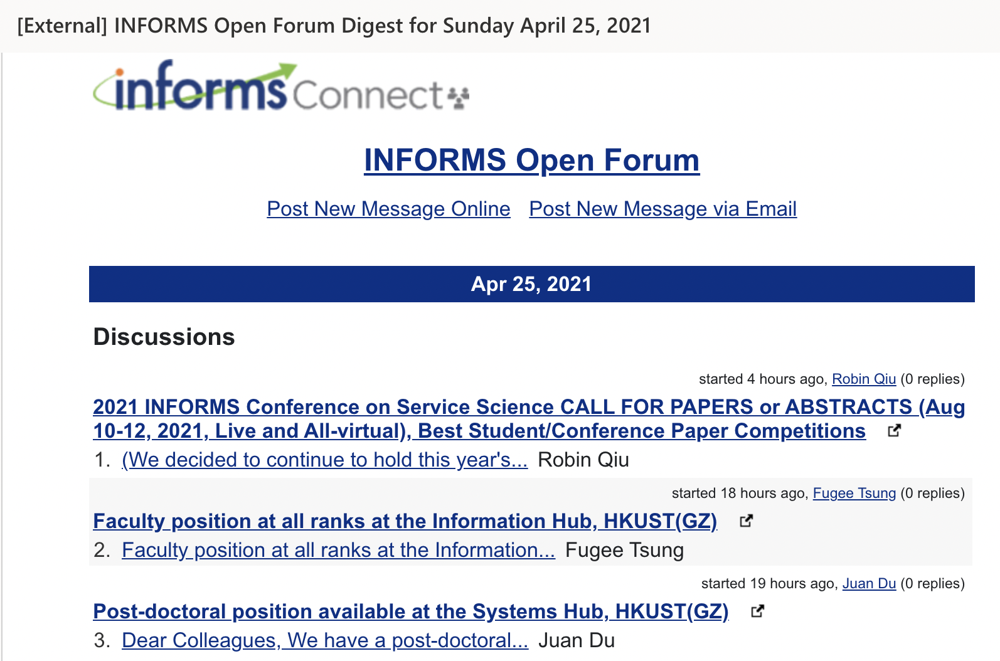 [External] INFORMS Open Forum Digest for Sunday April 25, 2021
informs Connect
INFORMS Open Forum
Post New Message Online Post New Message via Email
Apr 25, 2021
Discussions
started 4 hours ago, Robin Qiu (0 replies)
2021 INFORMS Conference on Service Science CALL FOR PAPERS or ABSTRACTS (Aug
10-12, 2021, Live and All-virtual), Best Student/Conference Paper Competitions
1. (We decided to continue to hold this year's... Robin Qiu
started 18 hours ago, Fugee Tsung (0 replies)
Faculty position at all ranks at the Information Hub, HKUST(GZ)
2. Faculty position at all ranks at the Information... Fugee Tsung
started 19 hours ago, Juan Du (0 replies)
Post-doctoral position available at the Systems Hub, HKUST(GZ)
3. Dear Colleagues, We have a post-doctoral... Juan Du